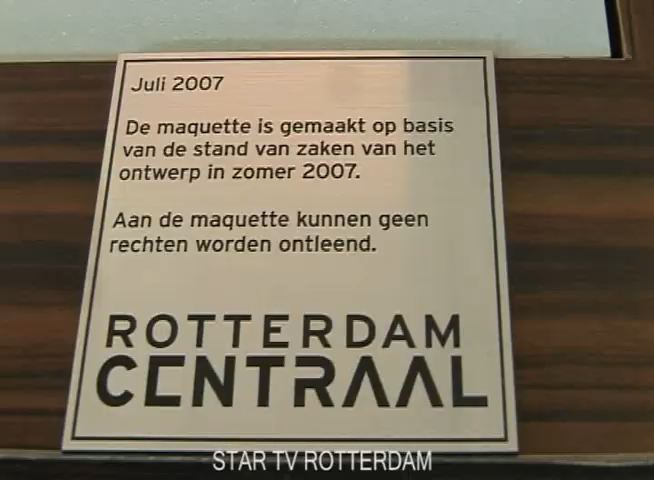 Juli 2007
De maquette is gemaakt op basis
van de stand van zaken van het
ontwerp in zomer 2007.
Aan de maquette kunnen geen
rechten worden ontleend.
ROTTERDAM
CENTRAAL
STAR TV ROTTERDAM